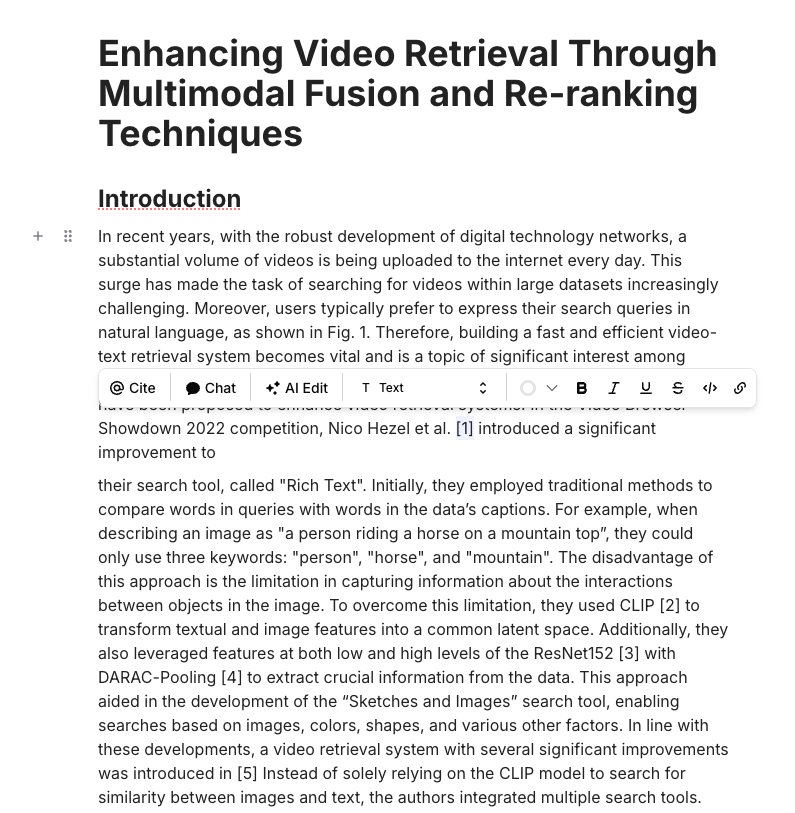 Enhancing Video Retrieval Through
Multimodal Fusion and Re-ranking
Techniques
Introduction
In recent years, with the robust development of digital technology networks, a
substantial volume of videos is being uploaded to the internet every day. This
surge has made the task of searching for videos within large datasets increasingly
challenging. Moreover, users typically prefer to express their search queries in
natural language, as shown in Fig. 1. Therefore, building a fast and efficient video-
text retrieval system becomes vital and is a topic of significant interest among
Cite Chat AI Edit T Text B I U S
have been proposed to enhance video retrieval systems. In the Video Browser
Showdown 2022 competition, Nico Hezel et al. [1] introduced a significant
improvement to
their search tool, called "Rich Text". Initially, they employed traditional methods to
compare words in queries with words in the data’s captions. For example, when
describing an image as "a person riding a horse on a mountain top”, they could
only use three keywords: "person", "horse", and "mountain". The disadvantage of
this approach is the limitation in capturing information about the interactions
between objects in the image. To overcome this limitation, they used CLIP [2] to
transform textual and image features into a common latent space. Additionally, they
also leveraged features at both low and high levels of the ResNet152 [3] with
DARAC-Pooling [4] to extract crucial information from the data. This approach
aided in the development of the “Sketches and Images” search tool, enabling
searches based on images, colors, shapes, and various other factors. In line with
these developments, a video retrieval system with several significant improvements
was introduced in [5] Instead of solely relying on the CLIP model to search for
similarity between images and text, the authors integrated multiple search tools.